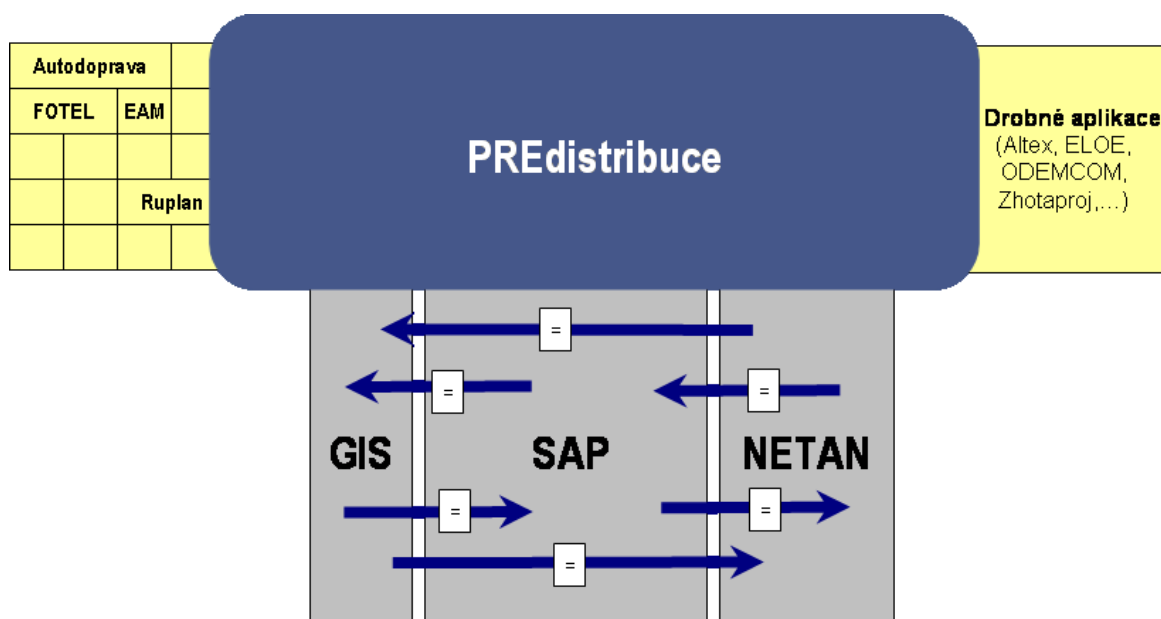 Autodoprava
FOTEL EAM
Ruplan
PREdistribuce
Drobné aplikace
(Altex, ELOE,
ODEMCOM,
Zhotaproj,...)
=
= =
GIS SAP NETAN
= =
=